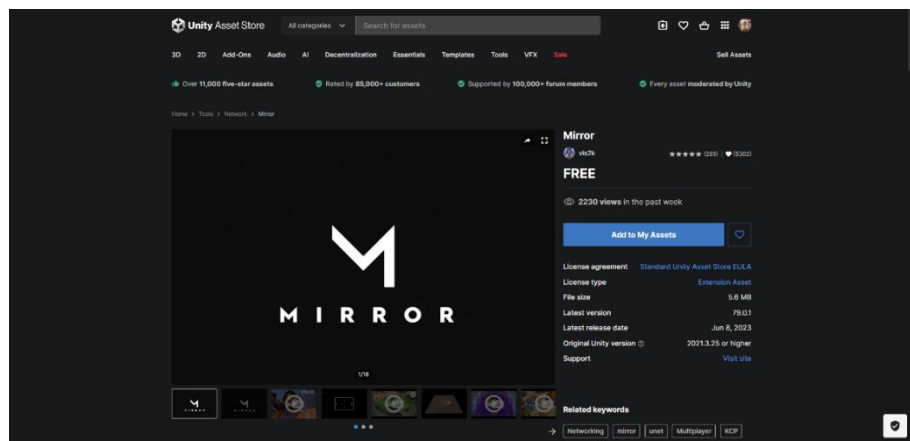 Unity Asset Store
All categories
Search for assets
3D 2D Add-Ons Audio AI Decentralization Essentials Templates Tools VFX Sale
Sell Assets
Over 11,000 five-star assets
Rated by 85,000+ customers
Supported by 100,000+ forum members
Every asset moderated by Unity
Home > Tools > Network > Mirror
MIRROR
1/18
Mirror
vis2k
(285) (5303)
FREE
2230 views in the past week
Add to My Assets
License agreement Standard Unity Asset Store EULA
License type Extension Asset
File size 5.6 MB
Latest version 79.0.1
Latest release date Jun 8, 2023
Original Unity version 2021.3.25 or higher
Support Visit site
Related keywords
Networking mirror unet Multiplayer KCP